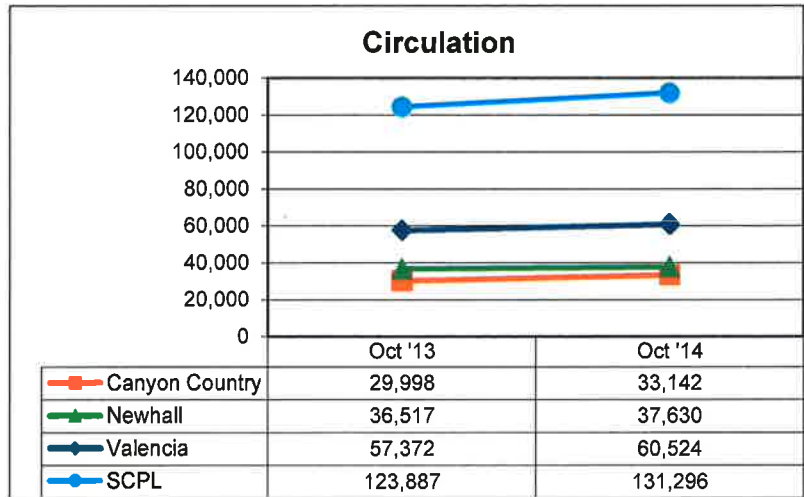 Circulation
140,000
120,000
100,000
80,000
60,000
40,000
20,000
0
Oct '13 Oct '14
Canyon Country 29,998 33,142
Newhall 36,517 37,630
Valencia 57,372 60,524
SCPL 123,887 131,296